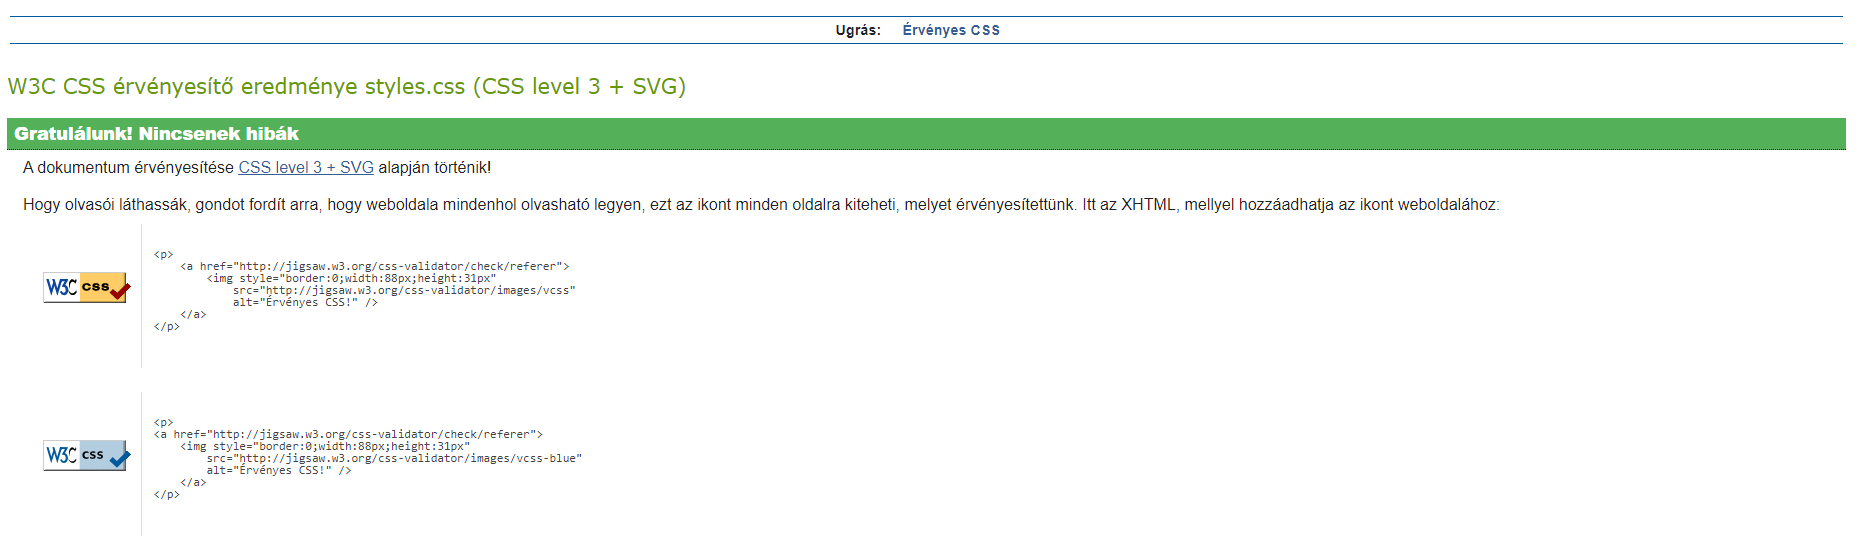 Ugrás: Érvényes CSS
W3C CSS érvényesítő eredménye styles.css (CSS level 3 + SVG)
Gratulálunk! Nincsenek hibák
A dokumentum érvényesítése CSS level 3 + SVG alapján történik!
Hogy olvasói láthassák, gondot fordít arra, hogy weboldala mindenhol olvasható legyen, ezt az ikont minden oldalra kiteheti, melyet érvényesítettünk. Itt az XHTML, mellyel hozzáadhatja az ikont weboldalához:
W3C css
<p>
<a href="http://jigsaw.w3.org/css-validator/check/referer">
<img style="border:0;width:88px;height:31px"
src="http://jigsaw.w3.org/css-validator/images/vcss"
alt="Érvényes CSS!" />
</a>
</p>
W3C css
<p>
<a href="http://jigsaw.w3.org/css-validator/check/referer">
<img style="border:0;width:88px;height:31px"
src="http://jigsaw.w3.org/css-validator/images/vcss-blue"
alt="Érvényes CSS!" />
</a>
</p>